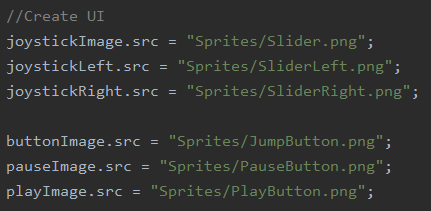 //Create UI
joystickImage.src = "Sprites/Slider.png";
joystickLeft.src = "Sprites/SliderLeft.png";
joystickRight.src = "Sprites/SliderRight.png";
buttonImage.src = "Sprites/JumpButton.png";
pauseImage.src = "Sprites/PauseButton.png";
playImage.src = "Sprites/PlayButton.png";